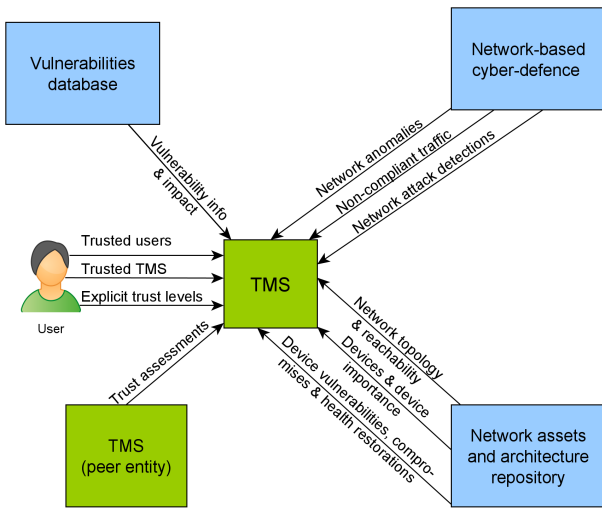 Vulnerabilities
database
Network-based
cyber-defence
Vulnerability info
& impact
Network anomalies
Non-compliant traffic
Network attack detections
Trusted users
Trusted TMS
Explicit trust levels
User
TMS
Trust assessments
Network topology
& reachability
Devices & device
importance
Device vulnerabilities, compro-
mises & health restorations
TMS
(peer entity)
Network assets
and architecture
repository